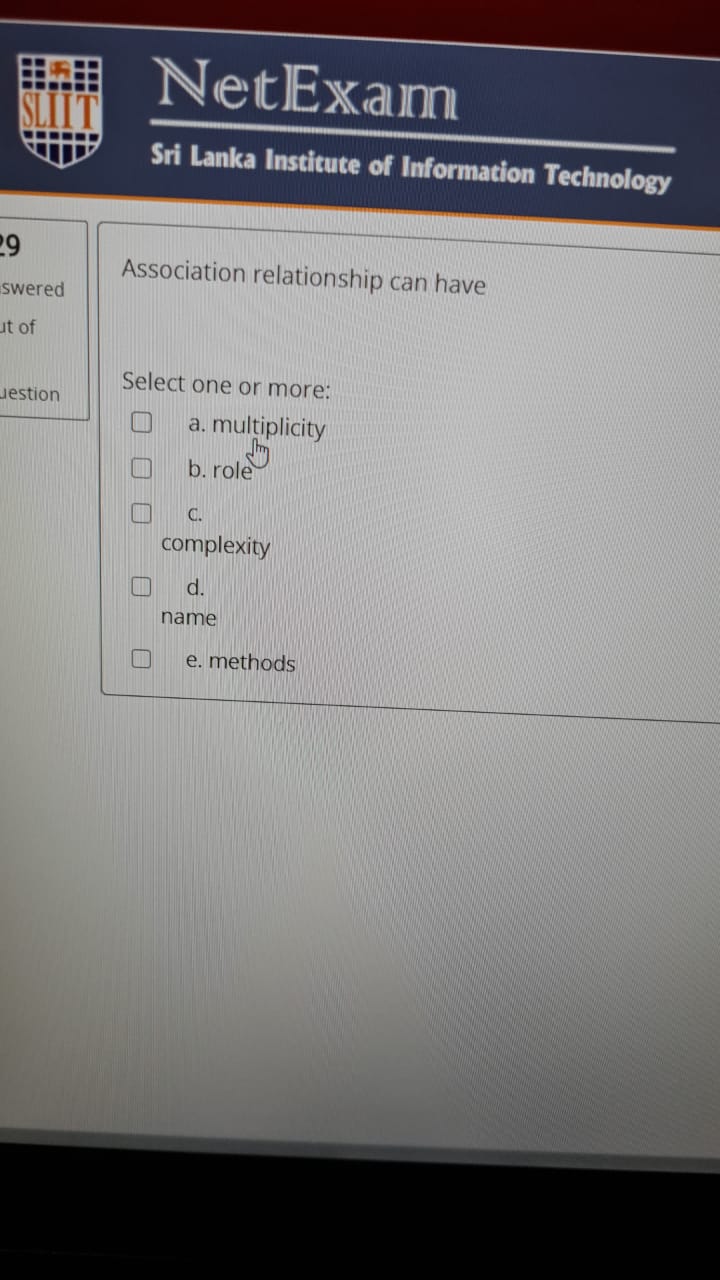 SLIIT
NetExam
Sri Lanka Institute of Information Technology
29
swered
ut of
uestion
Association relationship can have
Select one or more:
a. multiplicity
b. role
c.
complexity
d.
name
e. methods